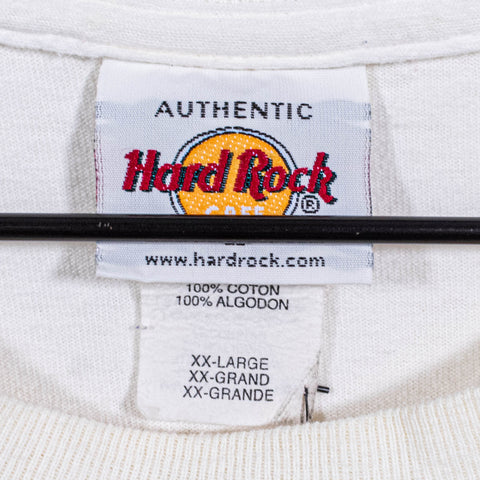 AUTHENTIC
Hard Rock
CAFE
®
www.hardrock.com
100% COTON
100% ALGODON
XX-LARGE
XX-GRAND
XX-GRANDE